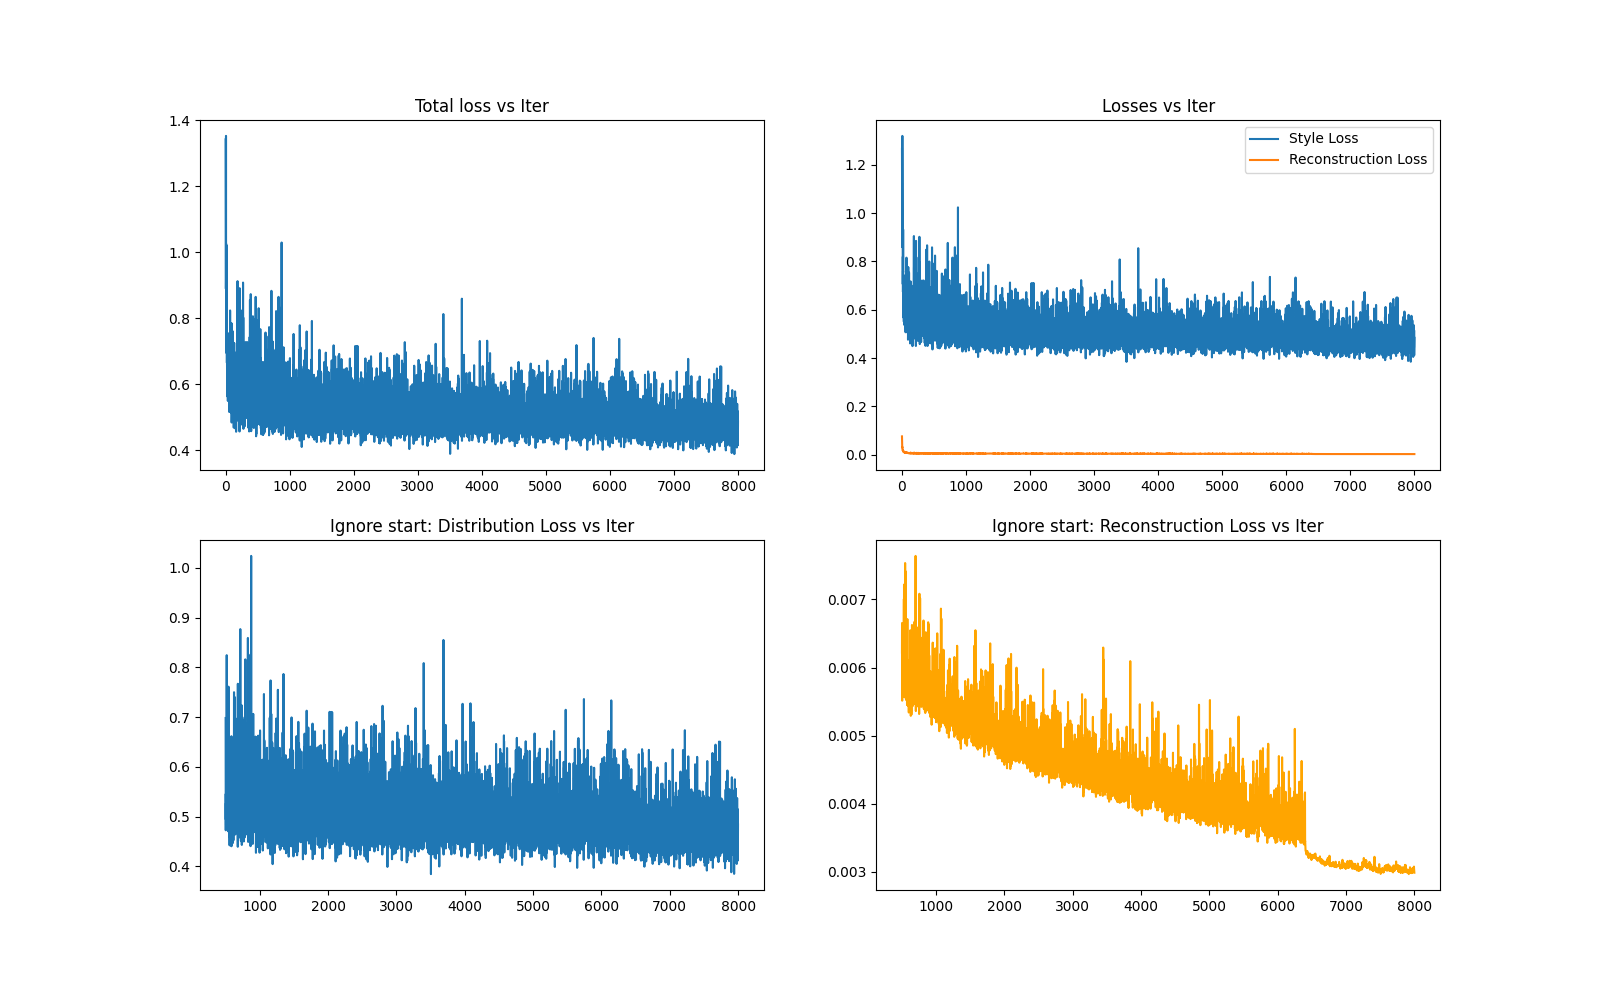 Total loss vs Iter
1.4
1.2
1.0
0.8
0.6
0.4
0 1000 2000 3000 4000 5000 6000 7000 8000
Losses vs Iter
Style Loss
Reconstruction Loss
1.2
1.0
0.8
0.6
0.4
0.2
0.0
0 1000 2000 3000 4000 5000 6000 7000 8000
Ignore start: Distribution Loss vs Iter
1.0
0.9
0.8
0.7
0.6
0.5
0.4
1000 2000 3000 4000 5000 6000 7000 8000
Ignore start: Reconstruction Loss vs Iter
0.007
0.006
0.005
0.004
0.003
1000 2000 3000 4000 5000 6000 7000 8000